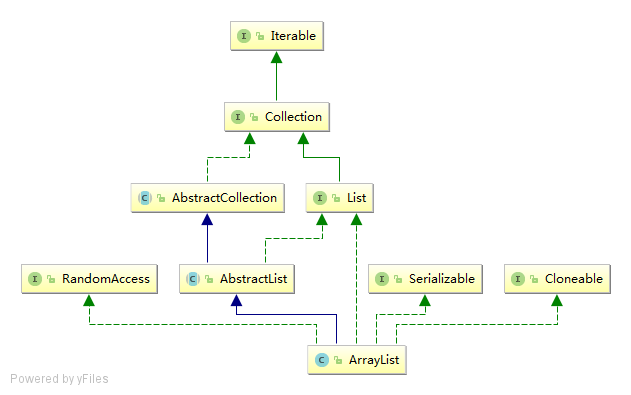 I Iterable
I Collection
C AbstractCollection
I List
I RandomAccess
C AbstractList
I Serializable
I Cloneable
C ArrayList
Powered by yFiles